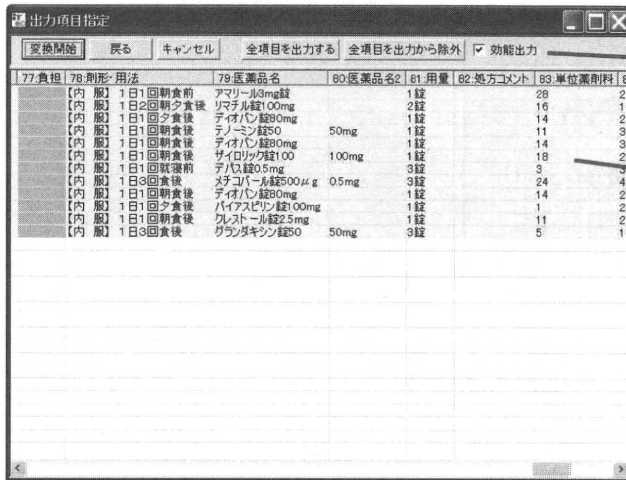 出力項目指定
変換開始 戻る キャンセル 全項目を出力する 全項目を出力から除外 効能出力
77:負担 78:剤形・用法 79:医薬品名 80:医薬品名2 81:用量 82:処方コメント 83:単位薬剤料 8
【内 服】1日1回朝食前 アマリール3mg錠 1錠 28 2
【内 服】1日2回朝夕食後 リマチル錠100mg 2錠 16 1
【内 服】1日1回夕食後 ディオバン錠80mg 1錠 14 2
【内 服】1日1回朝食後 テノーミン錠50 50mg 1錠 11 3
【内 服】1日1回朝食後 ディオバン錠80mg 1錠 14 3
【内 服】1日1回朝食後 ザイロリック錠100 100mg 1錠 18 2
【内 服】1日1回就寝前 デパス錠0.5mg 3錠 3 3
【内 服】1日3回食後 メチコバール錠500μg 0.5mg 3錠 24 4
【内 服】1日1回朝食後 ディオバン錠80mg 1錠 14 2
【内 服】1日1回夕食後 バイアスピリン錠100mg 1錠 1 2
【内 服】1日1回朝食後 クレストール錠2.5mg 1錠 11 2
【内 服】1日3回食後 グランダキシン錠50 50mg 3錠 5 1